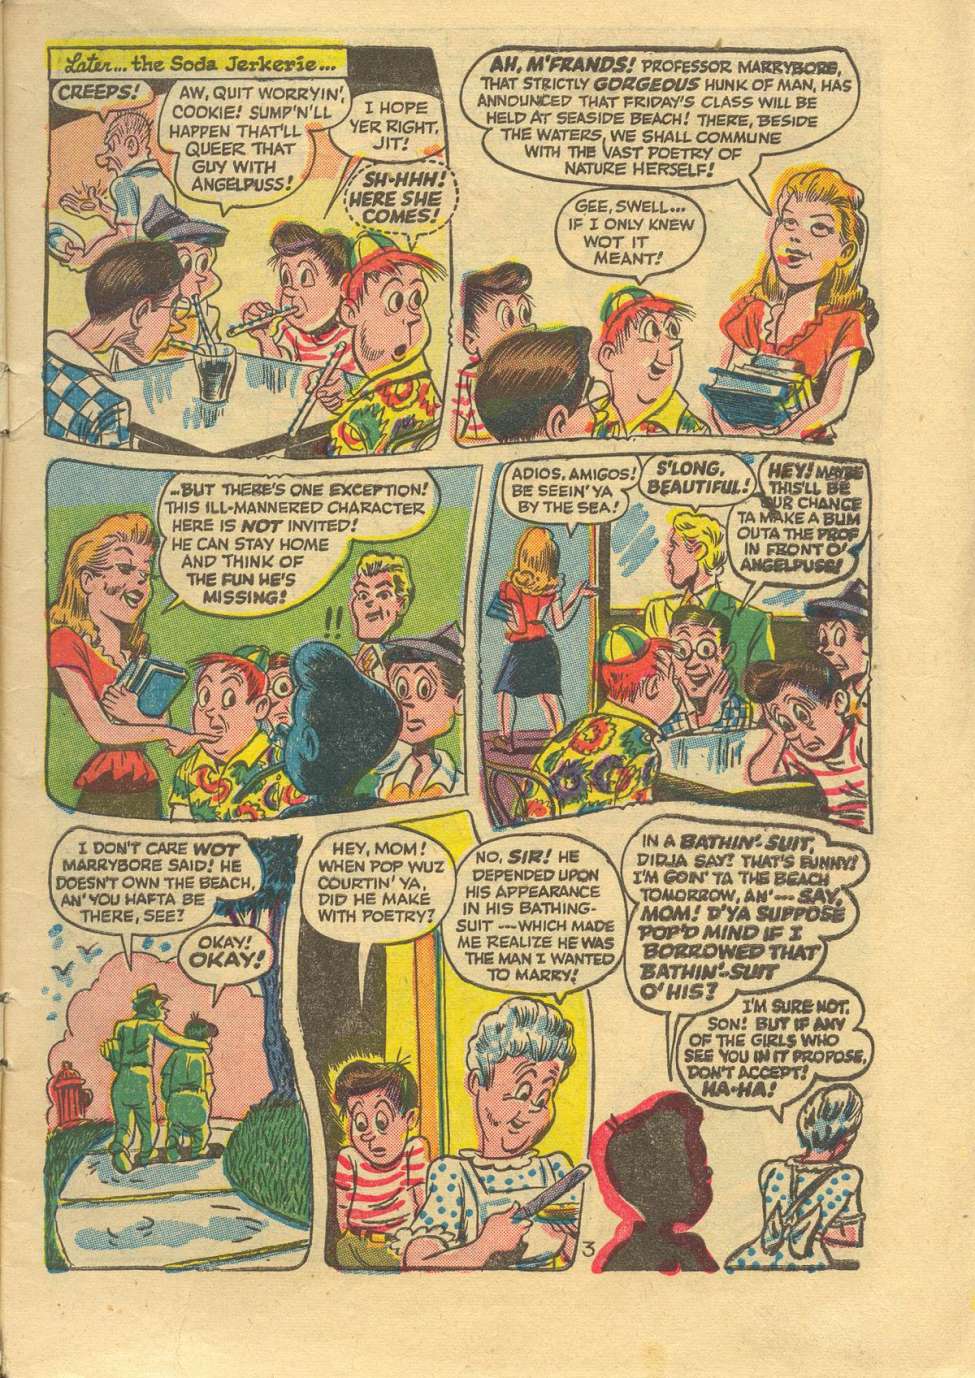 Later... the Soda Jerkerie...
CREEPS!
AW, QUIT WORRYIN',
COOKIE! SUMP'N'LL
HAPPEN THAT'LL
QUEER THAT
GUY WITH
ANGELPUSS!
I HOPE
YER RIGHT,
JIT!
SH-HHH!
HERE SHE
COMES!
AH, M'FRANDS! PROFESSOR MARRYBORE,
THAT STRICTLY GORGEOUS HUNK OF MAN, HAS
ANNOUNCED THAT FRIDAY'S CLASS WILL BE
HELD AT SEASIDE BEACH! THERE, BESIDE
THE WATERS, WE SHALL COMMUNE
WITH THE VAST POETRY OF
NATURE HERSELF!
GEE, SWELL...
IF I ONLY KNEW
WOT IT
MEANT!
...BUT THERE'S ONE EXCEPTION!
THIS ILL-MANNERED CHARACTER
HERE IS NOT INVITED!
HE CAN STAY HOME
AND THINK OF
THE FUN HE'S
MISSING!
!!
ADIOS, AMIGOS!
BE SEEIN' YA
BY THE SEA!
S'LONG,
BEAUTIFUL!
HEY! MAYBE
THIS'LL BE
OUR CHANCE
TA MAKE A BUM
OUTA THE PROF
IN FRONT O'
ANGELPUSS!
I DON'T CARE WOT
MARRYBORE SAID! HE
DOESN'T OWN THE BEACH,
AN' YOU HAFTA BE
THERE, SEE?
OKAY!
OKAY!
HEY, MOM!
WHEN POP WUZ
COURTIN' YA,
DID HE MAKE
WITH POETRY?
NO, SIR! HE
DEPENDED UPON
HIS APPEARANCE
IN HIS BATHING-
SUIT --- WHICH MADE
ME REALIZE HE WAS
THE MAN I WANTED
TO MARRY!
IN A BATHIN'-SUIT,
DIDJA SAY? THAT'S FUNNY!
I'M GOIN' TA THE BEACH
TOMORROW, AN' --- SAY,
MOM! D'YA SUPPOSE
POP'D MIND IF I
BORROWED THAT
BATHIN'-SUIT
O' HIS?
I'M SURE NOT,
SON! BUT IF ANY
OF THE GIRLS WHO
SEE YOU IN IT PROPOSE,
DON'T ACCEPT!
HA-HA!
3